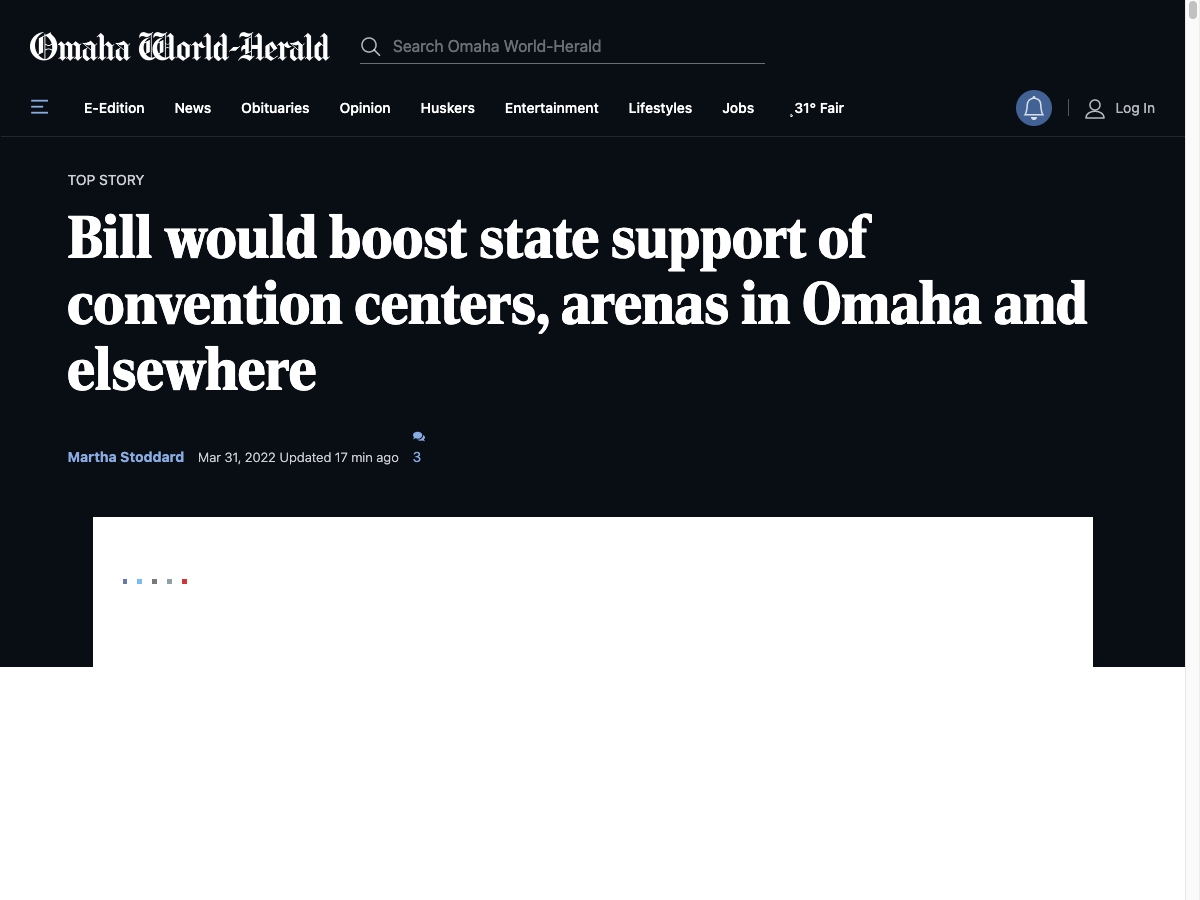 Omaha World-Herald
Search Omaha World-Herald
E-Edition News Obituaries Opinion Huskers Entertainment Lifestyles Jobs 31° Fair
Log In
TOP STORY
Bill would boost state support of
convention centers, arenas in Omaha and
elsewhere
Martha Stoddard Mar 31, 2022 Updated 17 min ago 3